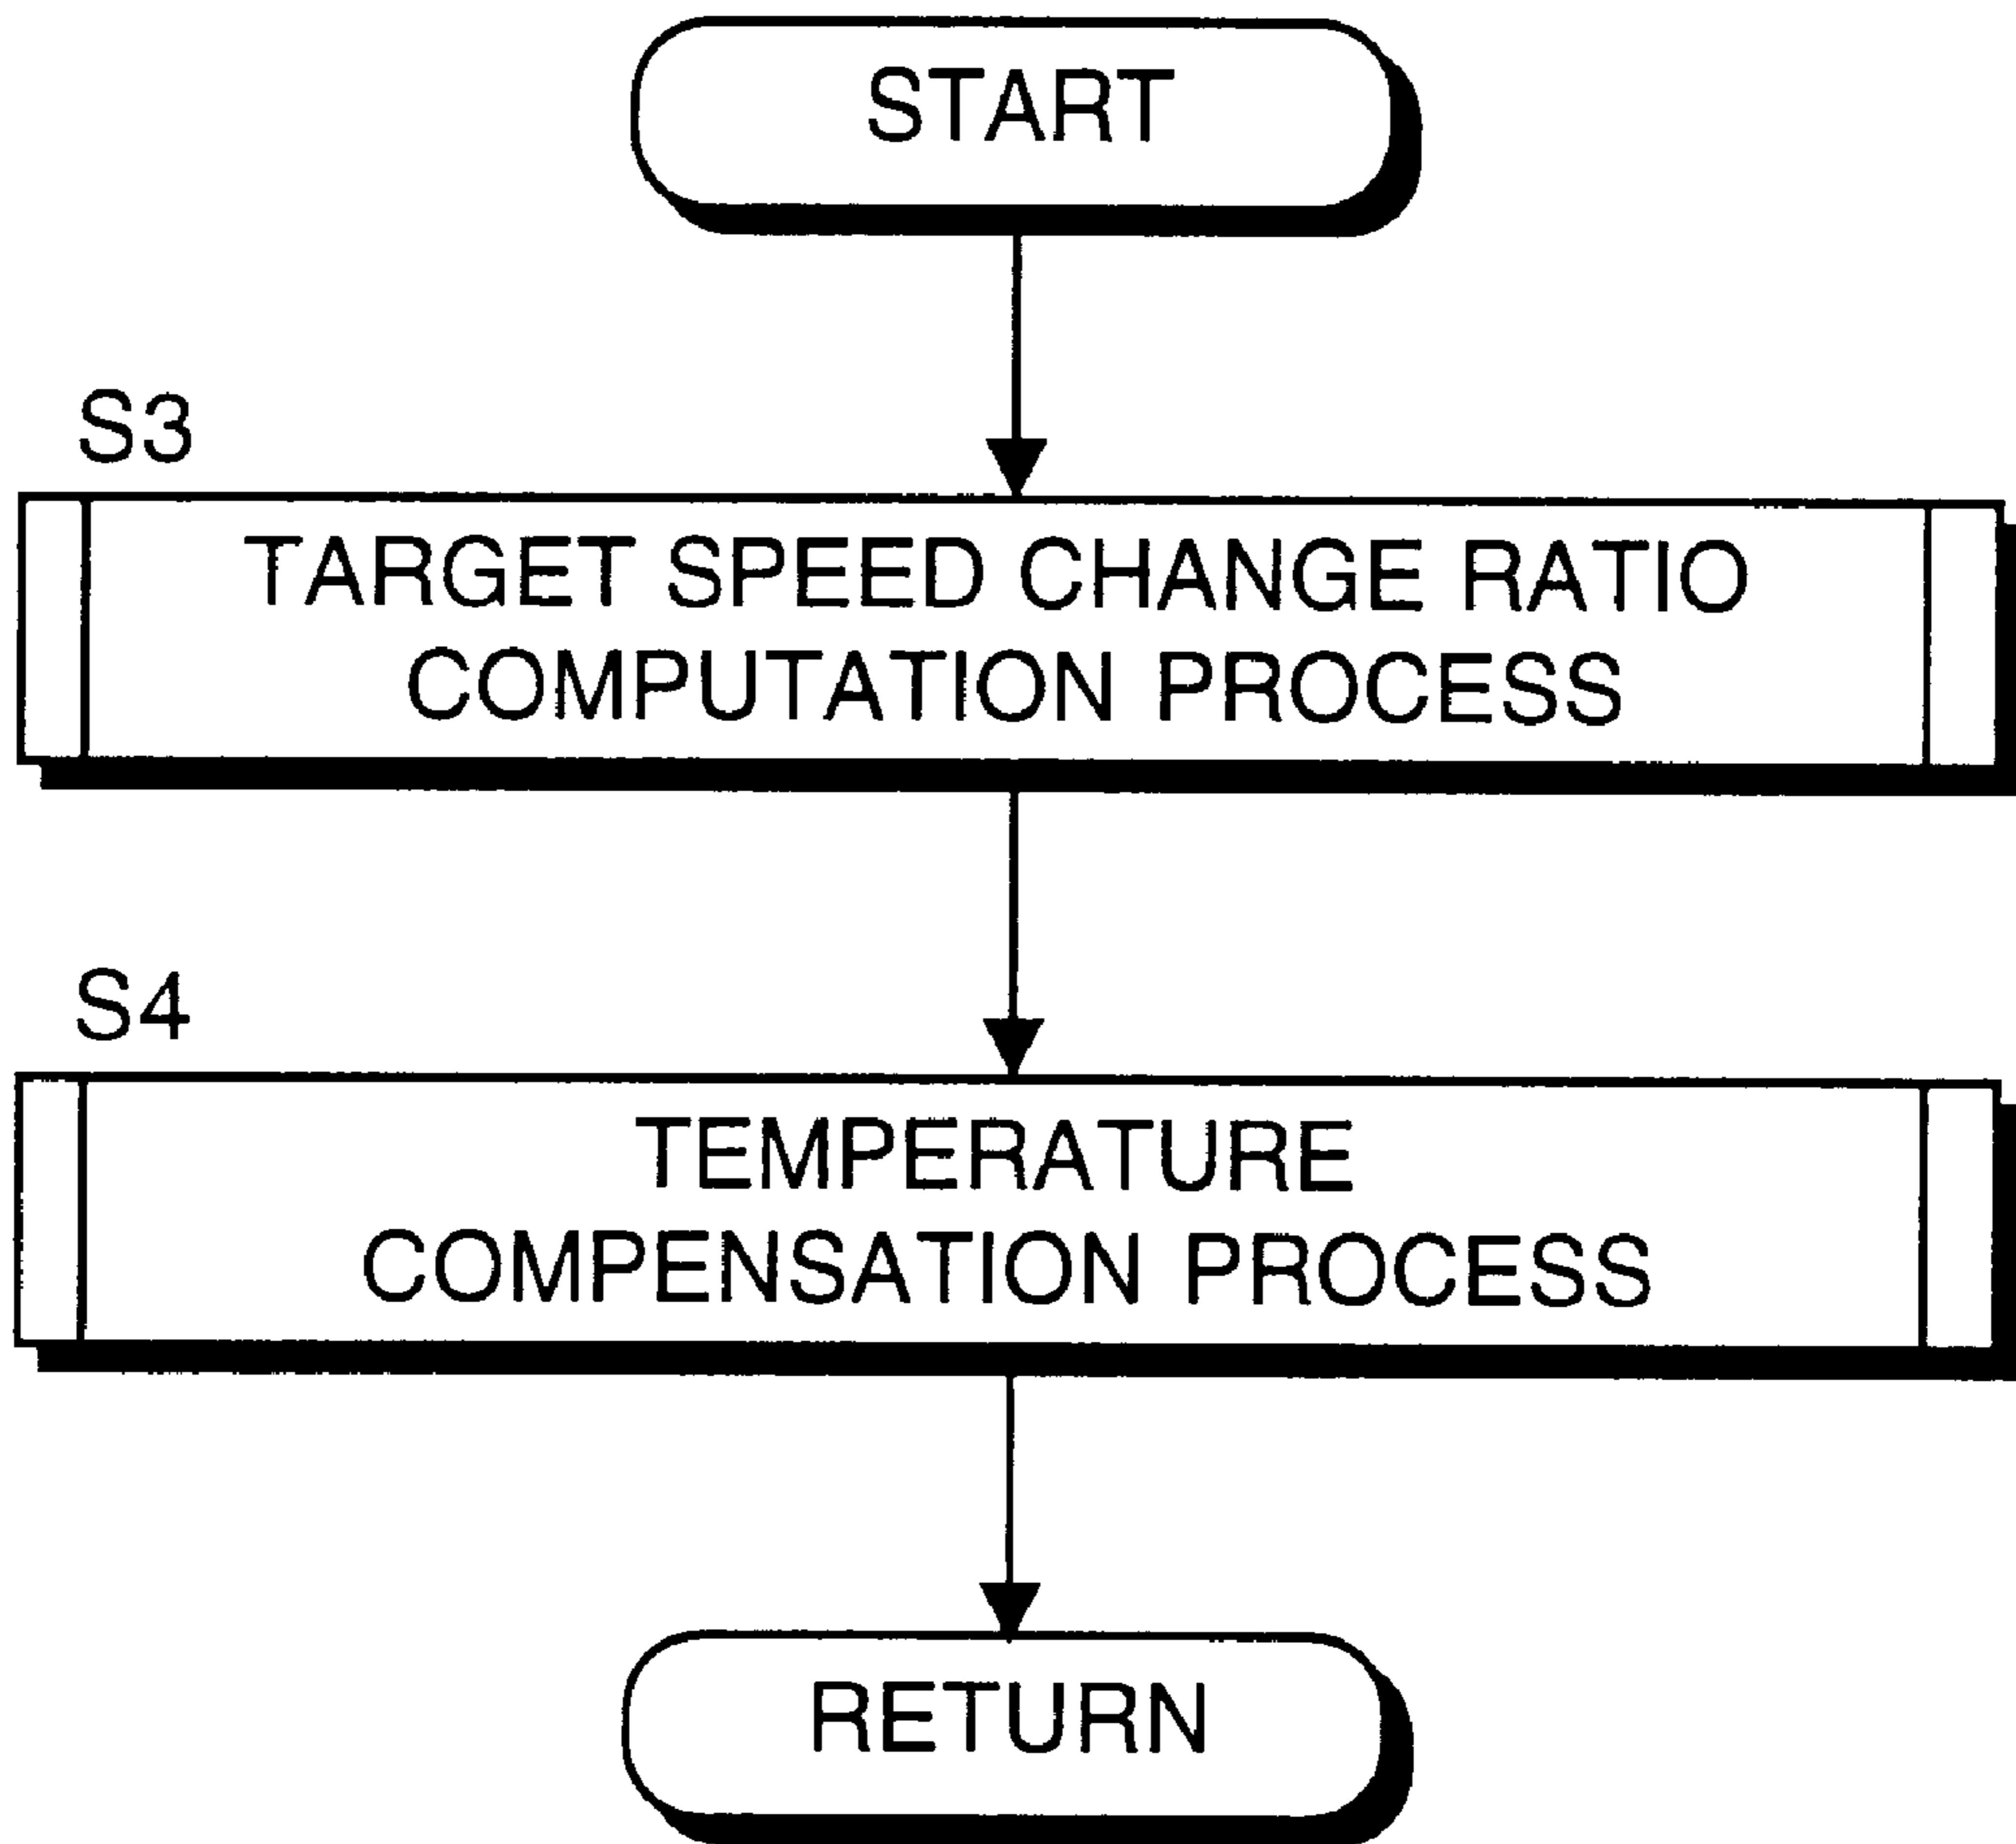 START
S3
TARGET SPEED CHANGE RATIO
COMPUTATION PROCESS
S4
TEMPERATURE
COMPENSATION PROCESS
RETURN